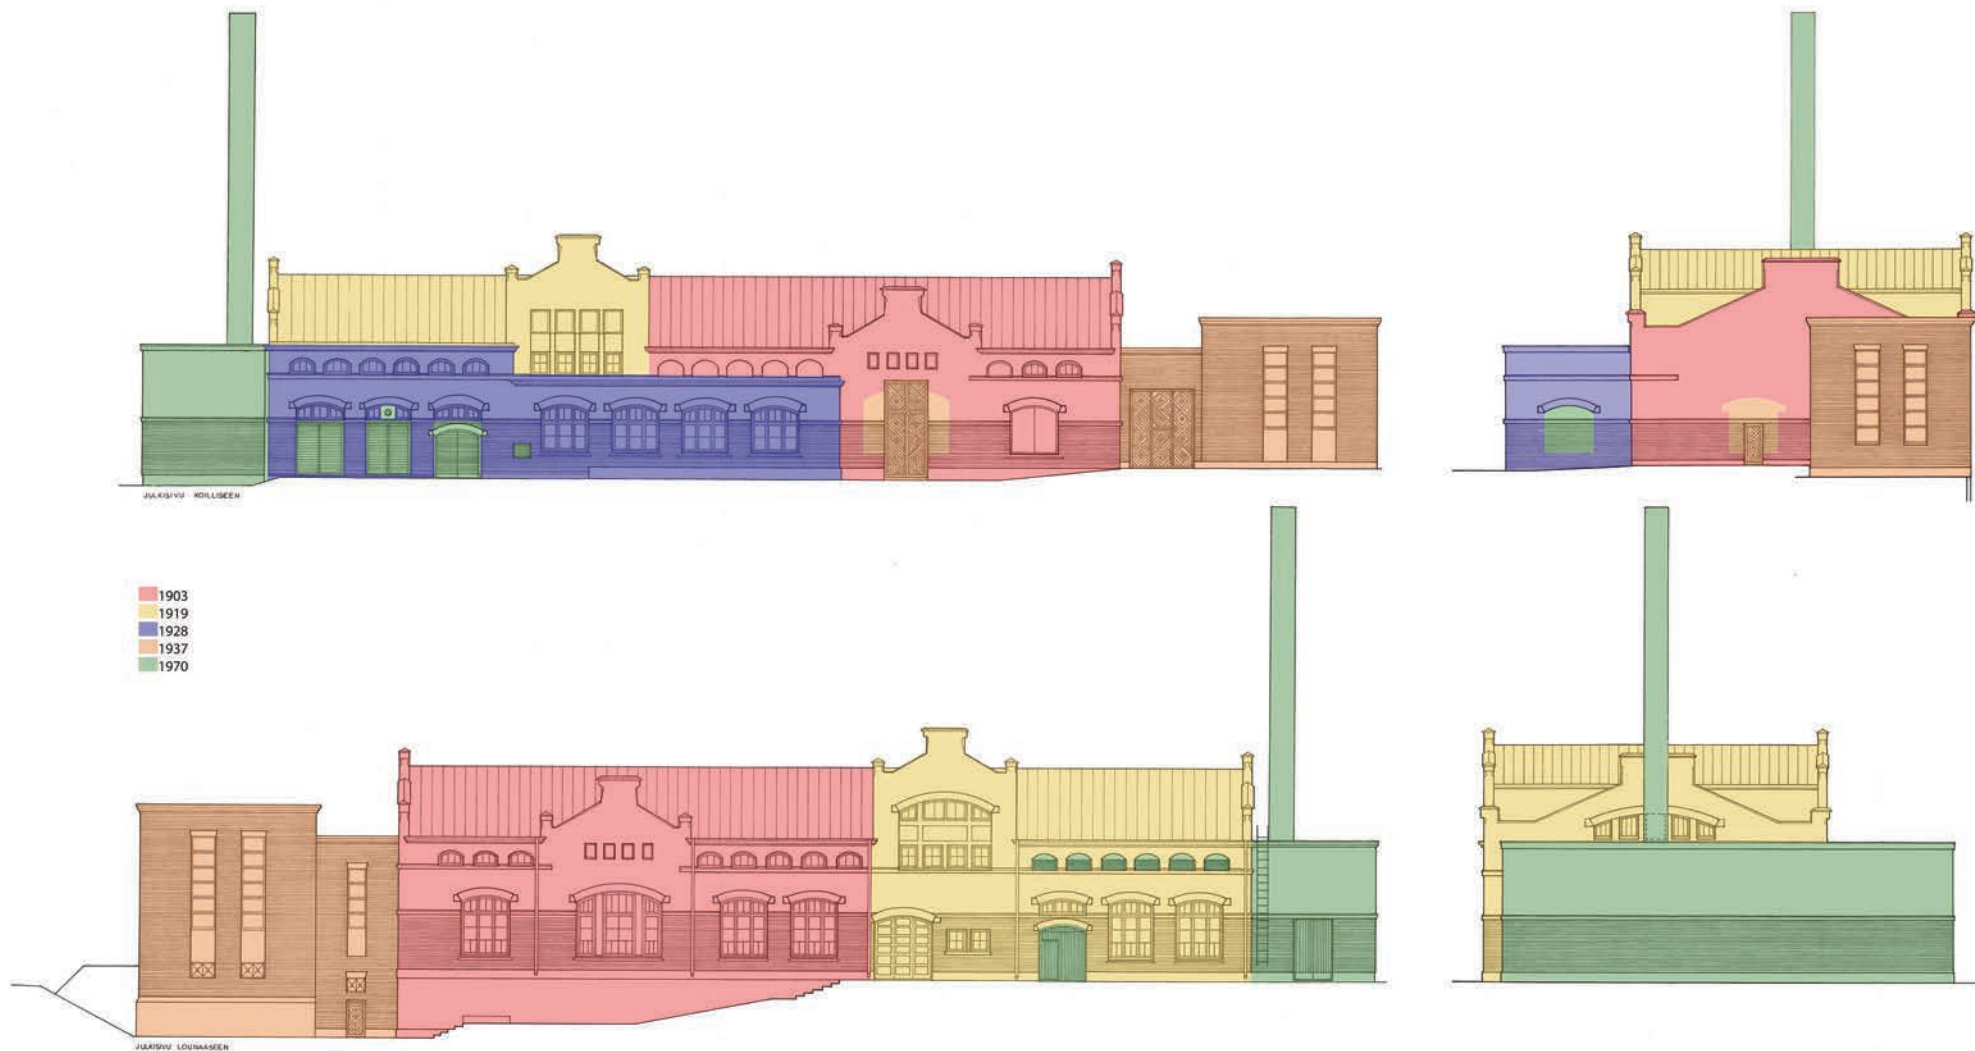 JULKISIVU KOILLISEEN
1903
1919
1928
1937
1970
JULKISIVU LOUNAASEEN